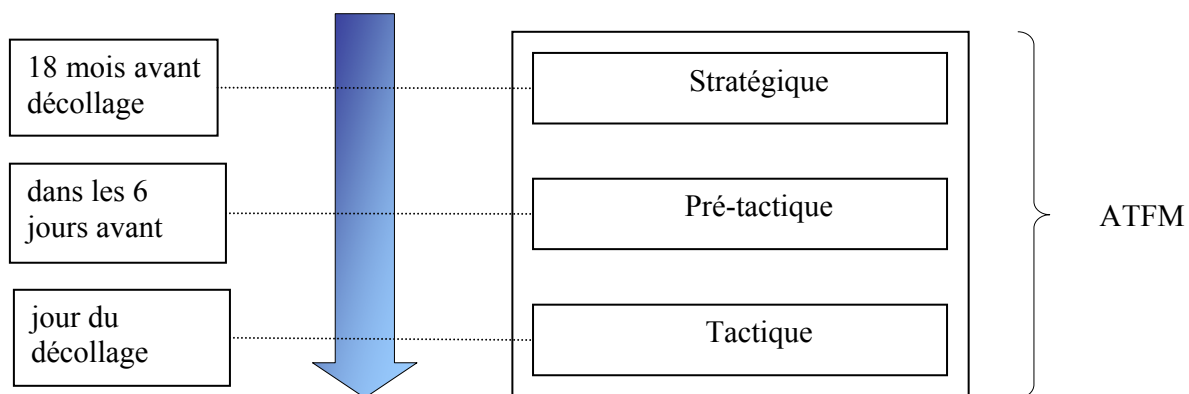 18 mois avant
décollage
Stratégique
dans les 6
jours avant
Pré-tactique
ATFM
jour du
décollage
Tactique